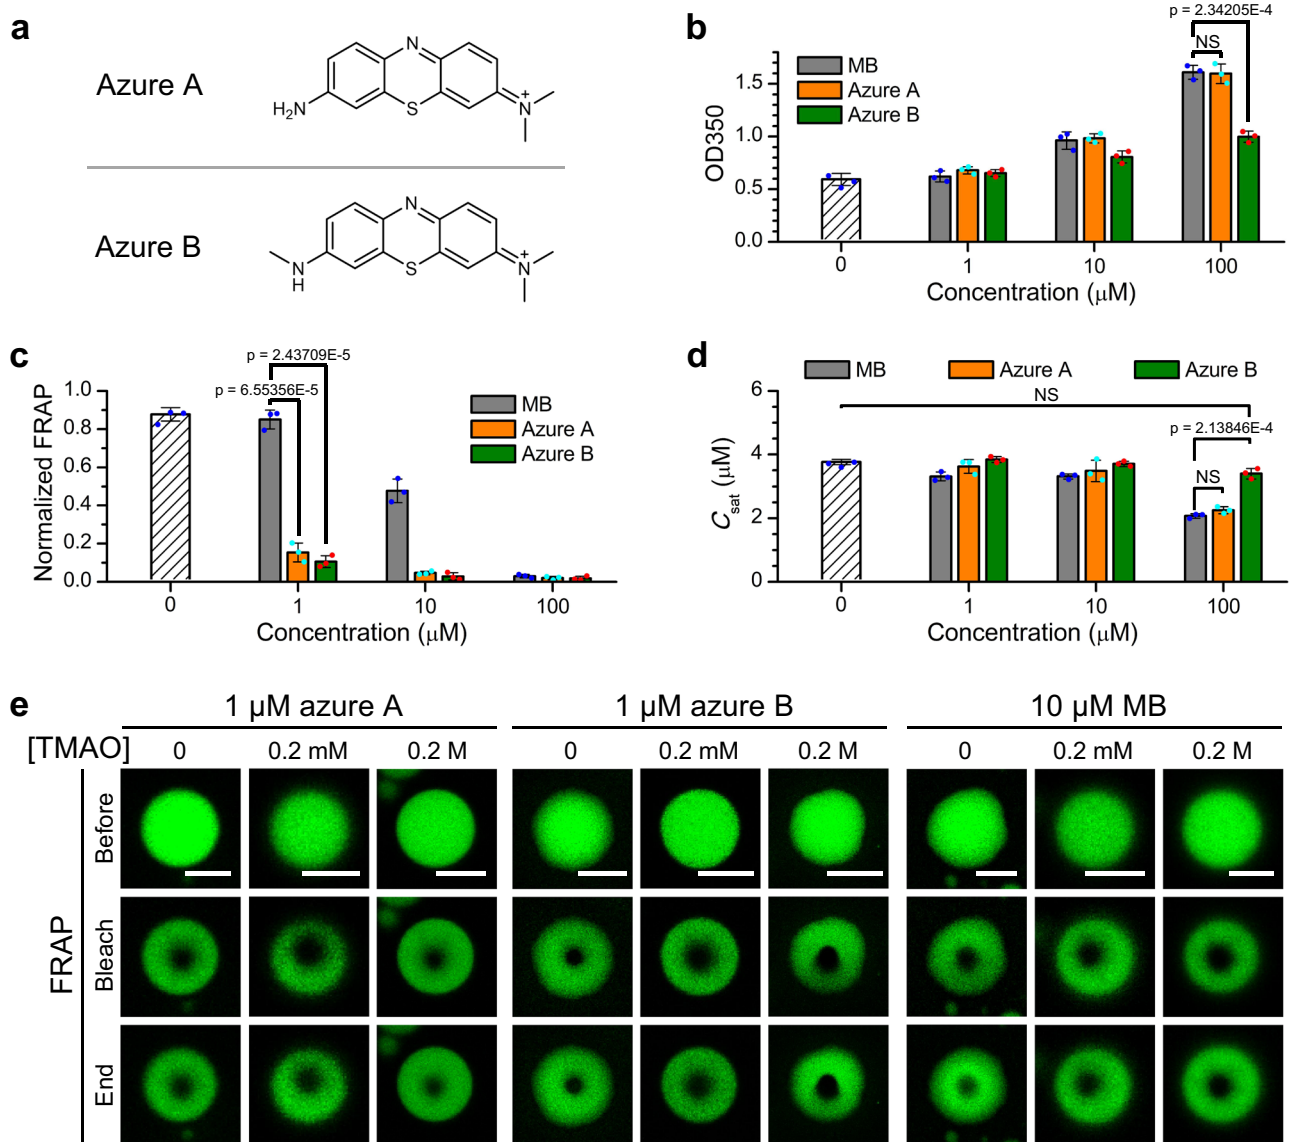 a
Azure A
N
H2N
S
N
+
Azure B
N
N
H
S
N
+
b
p = 2.34205E-4
NS
MB
Azure A
Azure B
OD350
1.5
1.0
0.5
0.0
0 1 10 100
Concentration (μM)
c
p = 2.43709E-5
p = 6.55356E-5
MB
Azure A
Azure B
Normalized FRAP
1.0
0.8
0.6
0.4
0.2
0.0
0 1 10 100
Concentration (μM)
d
MB Azure A Azure B
NS
p = 2.13846E-4
NS
Csat (μM)
6
4
2
0
0 1 10 100
Concentration (μM)
e
1 μM azure A 1 μM azure B 10 μM MB
[TMAO] 0 0.2 mM 0.2 M 0 0.2 mM 0.2 M 0 0.2 mM 0.2 M
FRAP
Before
Bleach
End